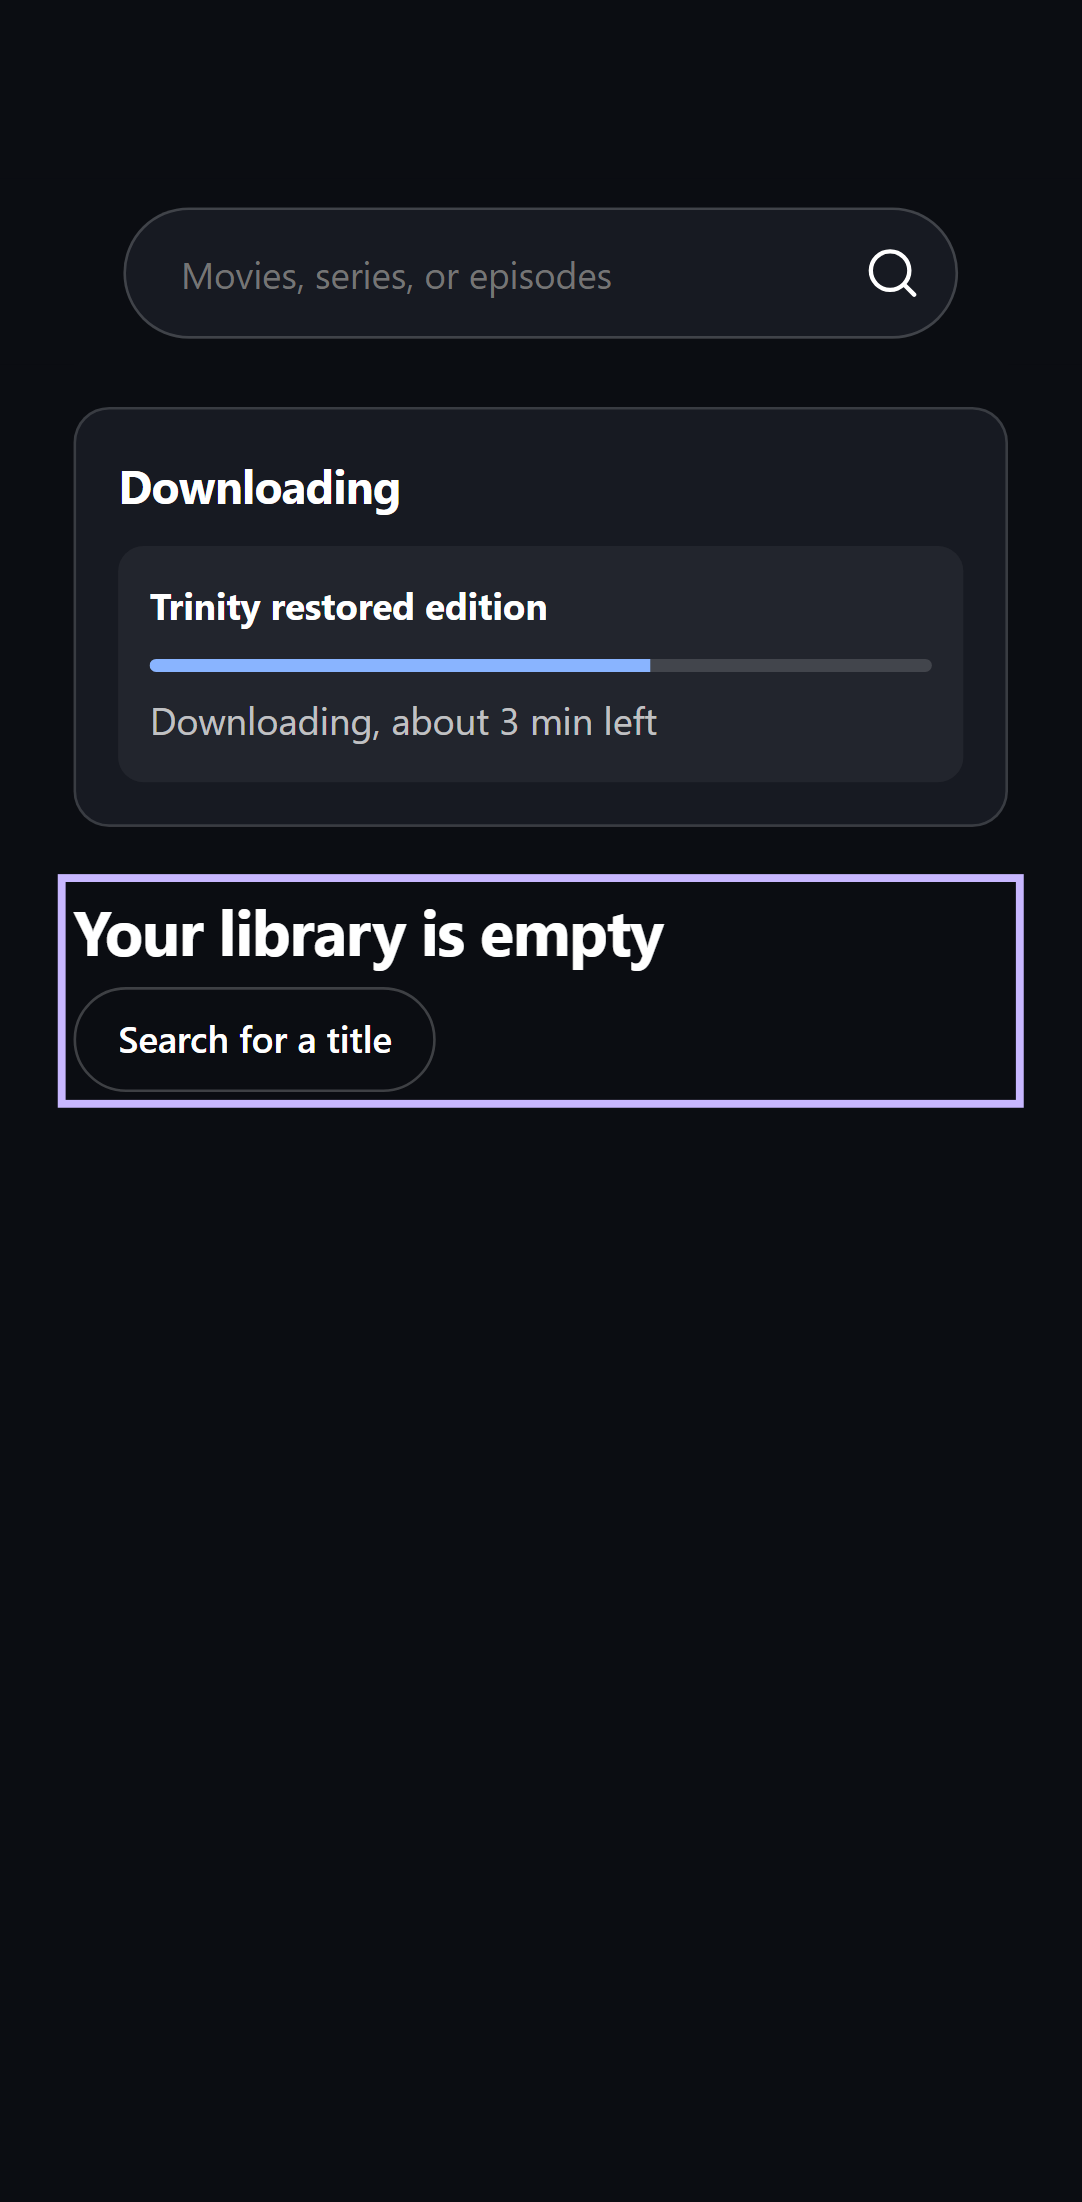 Movies, series, or episodes
Downloading
Trinity restored edition
Downloading, about 3 min left
Your library is empty
Search for a title